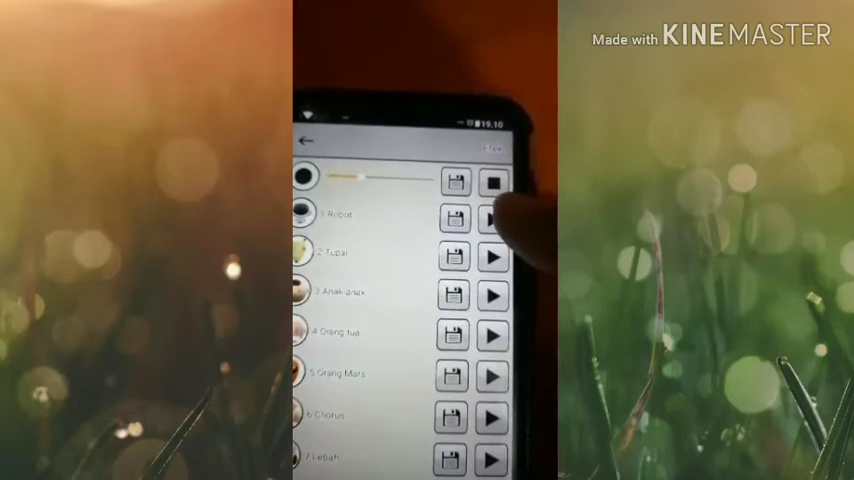 Made with KINEMASTER
19.10
Efek
1 Robot
2 Tupai
3 Anak-anak
4 Orang tua
5 Orang Mars
6 Chorus
7 Lebah